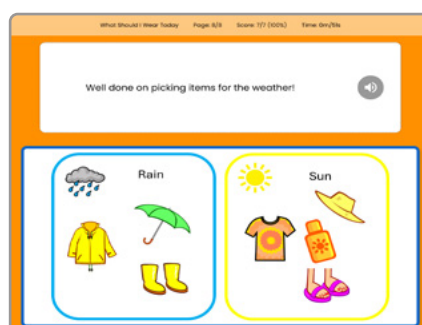 What Should I Wear Today Page: 8/8 Score: 7/7 (100%) Time: 0m/51s
Well done on picking items for the weather!
Rain
Sun